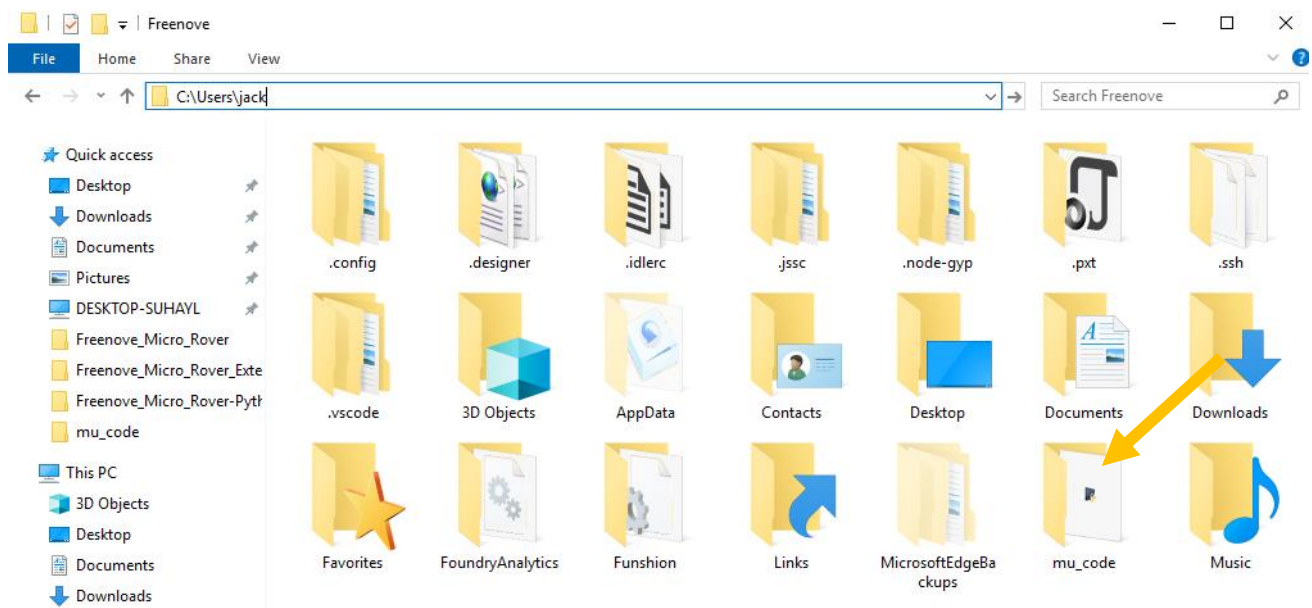 Freenove
File Home Share View
C:\Users\jack
Search Freenove
Quick access
Desktop
Downloads
Documents
Pictures
DESKTOP-SUHAYL
Freenove_Micro_Rover
Freenove_Micro_Rover_Exte
Freenove_Micro_Rover-Pyth
mu_code
This PC
3D Objects
Desktop
Documents
Downloads
.config .designer .idlerc .jssc .node-gyp .pxt .ssh
.vscode 3D Objects AppData Contacts Desktop Documents Downloads
Favorites FoundryAnalytics Funshion Links MicrosoftEdgeBa mu_code Music
ckups